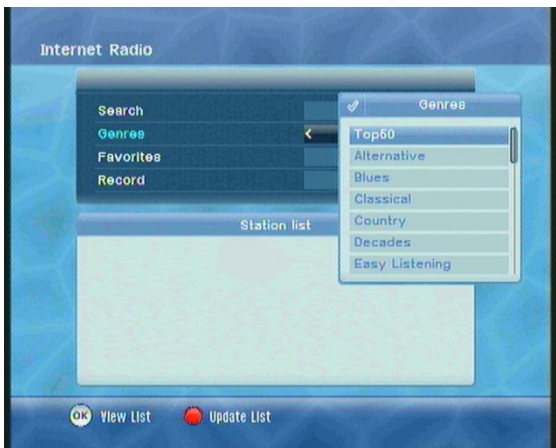 Internet Radio
Search
Genres
Favorites
Record
Genres
Top50
Alternative
Blues
Classical
Country
Decades
Easy Listening
Station list
OK View List
Update List